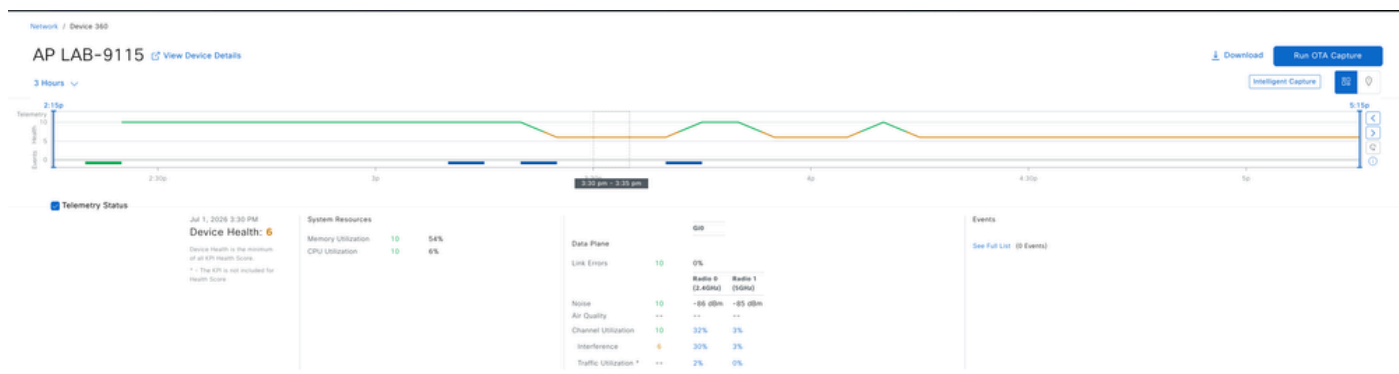 Network / Device 360
AP LAB-9115 View Device Details
Download Run OTA Capture
3 Hours
Intelligent Capture
2:15p 5:15p
Telemetry
10
Health
5
Events
0
2:30p 3p 4p 4:30p 5p
3:30 pm - 3:35 pm
Telemetry Status
Jul 1, 2026 3:30 PM
Device Health: 6
Device Health is the minimum
of all KPI Health Score.
* - The KPI is not included for
Health Score
System Resources
Memory Utilization 10 54%
CPU Utilization 10 6%
Gi0
Data Plane
Link Errors 10 0%
Radio 0 Radio 1
(2.4GHz) (5GHz)
Noise 10 -86 dBm -85 dBm
Air Quality -- -- --
Channel Utilization 10 32% 3%
Interference 6 30% 3%
Traffic Utilization * -- 2% 0%
Events
See Full List (0 Events)